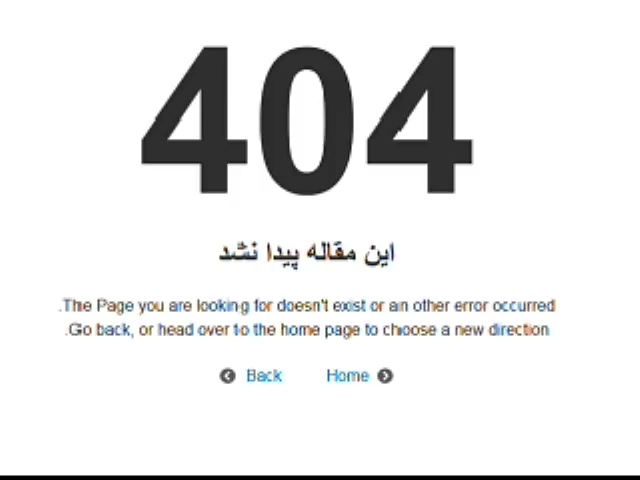 404
این مقاله پیدا نشد
.The Page you are looking for doesn't exist or an other error occurred
.Go back, or head over to the home page to choose a new direction
Back Home